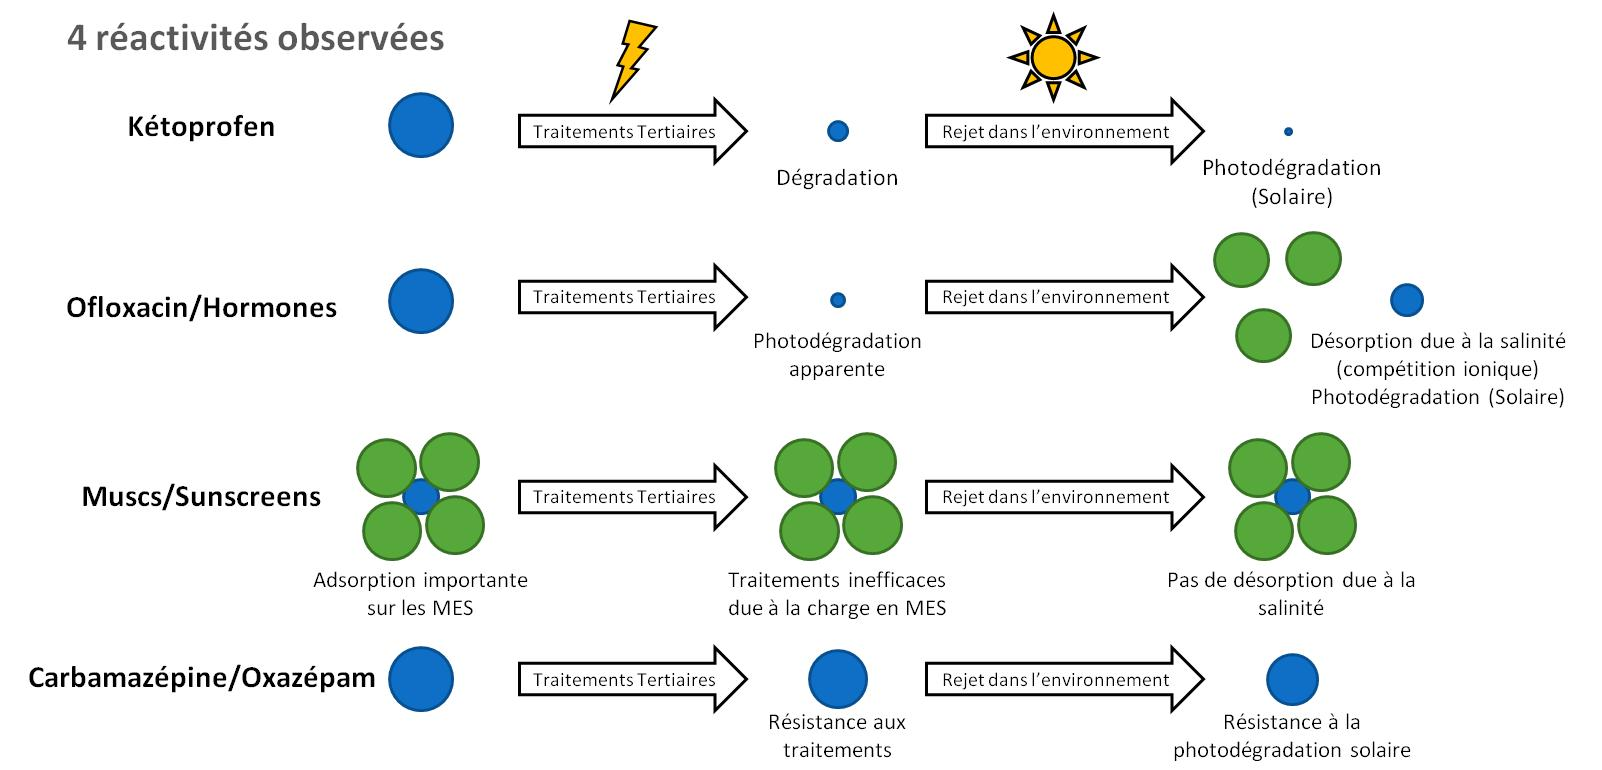 4 réactivités observées
Kétoprofen
Traitements Tertiaires
Dégradation
Rejet dans l'environnement
Photodégradation
(Solaire)
Ofloxacin/Hormones
Traitements Tertiaires
Photodégradation
apparente
Rejet dans l'environnement
Désorption due à la salinité
(compétition ionique)
Photodégradation (Solaire)
Muscs/Sunscreens
Adsorption importante
sur les MES
Traitements Tertiaires
Traitements inefficaces
due à la charge en MES
Rejet dans l'environnement
Pas de désorption due à la
salinité
Carbamazépine/Oxazépam
Traitements Tertiaires
Résistance aux
traitements
Rejet dans l'environnement
Résistance à la
photodégradation solaire